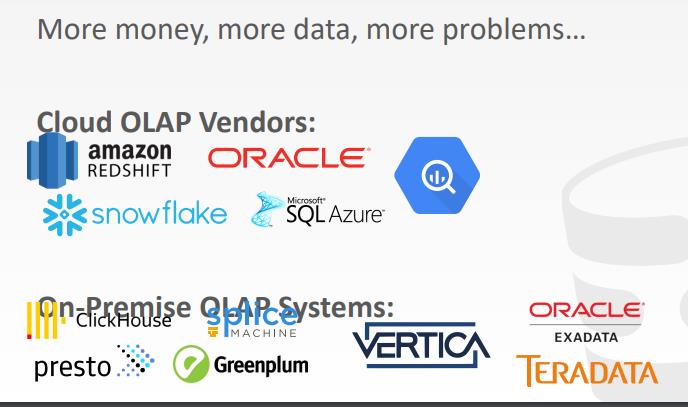 More money, more data, more problems...
Cloud OLAP Vendors:
amazon
REDSHIFT
ORACLE®
snowflake
Microsoft®
SQL Azure™
On-Premise OLAP Systems:
ClickHouse
splice
MACHINE
VERTICA
ORACLE®
EXADATA
presto
Greenplum
TERADATA